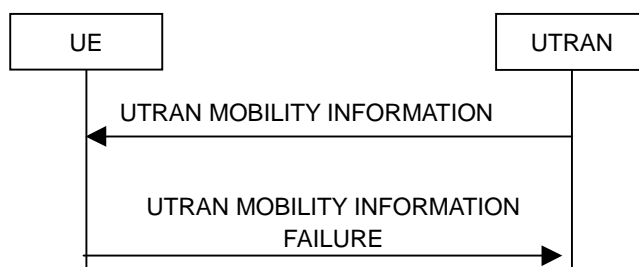 UE
UTRAN
UTRAN MOBILITY INFORMATION
UTRAN MOBILITY INFORMATION
FAILURE